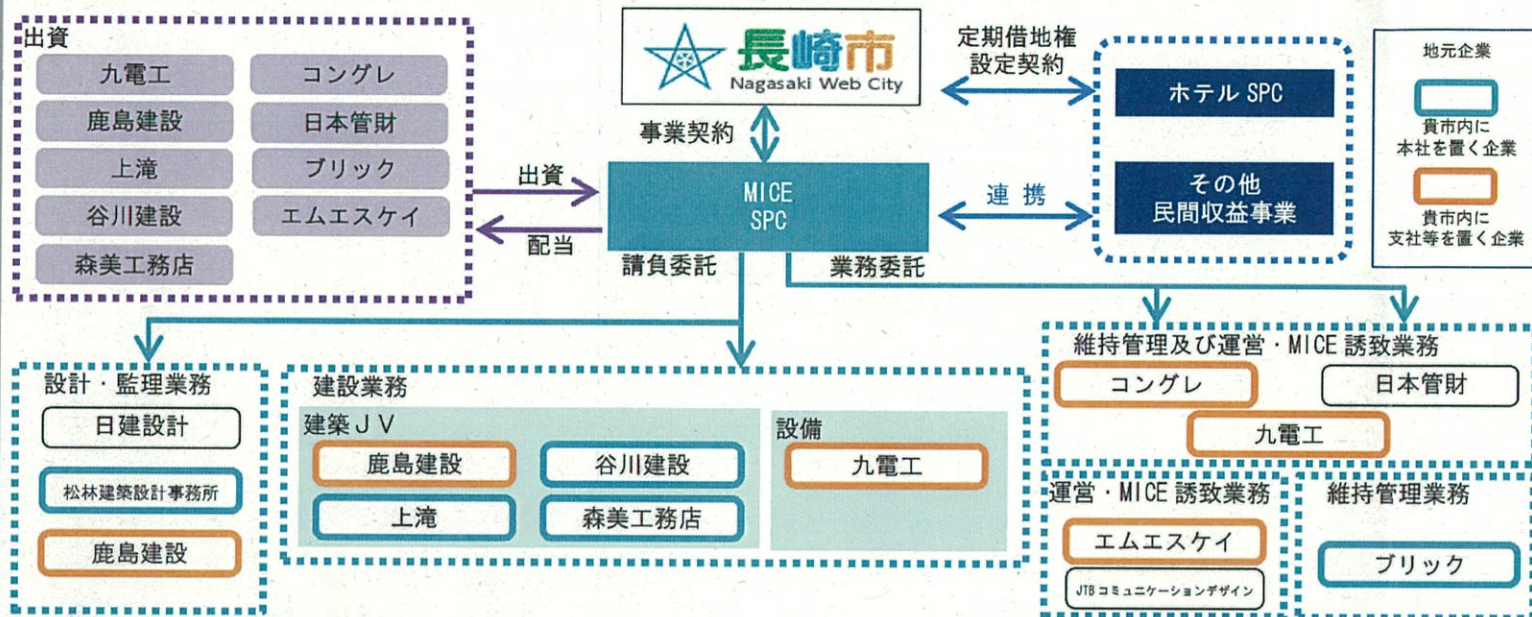 出資
九電工
コングレ
鹿島建設
日本管財
上滝
ブリック
谷川建設
エムエスケイ
森美工務店
長崎市
Nagasaki Web City
事業契約
定期借地権
設定契約
ホテル SPC
その他
民間収益事業
連携
MICE
SPC
出資
配当
請負委託
業務委託
地元企業
貴市内に
本社を置く企業
貴市内に
支社等を置く企業
設計・監理業務
日建設計
松林建築設計事務所
鹿島建設
建設業務
建築JV
鹿島建設
谷川建設
上滝
森美工務店
設備
九電工
維持管理及び運営・MICE 誘致業務
コングレ
日本管財
九電工
運営・MICE 誘致業務
エムエスケイ
JTBコミュニケーションデザイン
維持管理業務
ブリック